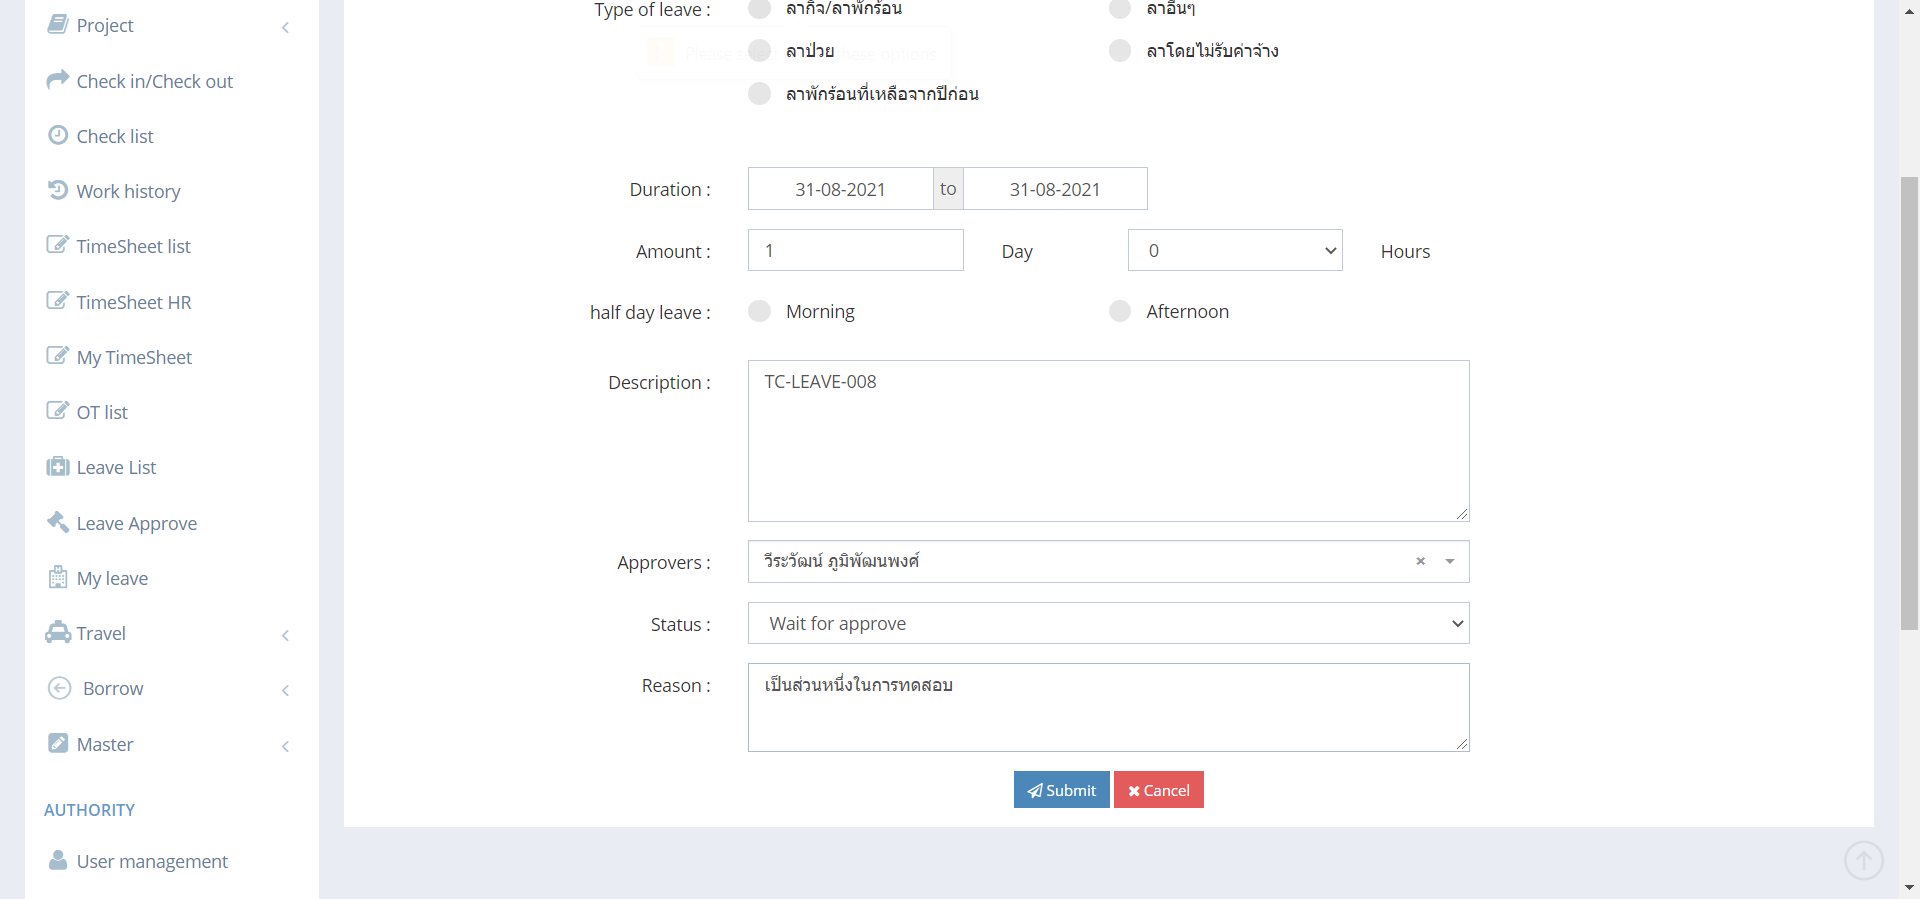 Project
Check in/Check out
Check list
Work history
TimeSheet list
TimeSheet HR
My TimeSheet
OT list
Leave List
Leave Approve
My leave
Travel
Borrow
Master
AUTHORITY
User management
Type of leave :
ลากิจ/ลาพักร้อน
ลาอื่นๆ
Please select one of these options.
ลาป่วย
ลาโดยไม่รับค่าจ้าง
ลาพักร้อนที่เหลือจากปีก่อน
Duration :
31-08-2021 to 31-08-2021
Amount :
1
Day
0
Hours
half day leave :
Morning
Afternoon
Description :
TC-LEAVE-008
Approvers :
วีระวัฒน์ ภูมิพัฒนพงศ์
Status :
Wait for approve
Reason :
เป็นส่วนหนึ่งในการทดสอบ
Submit
Cancel